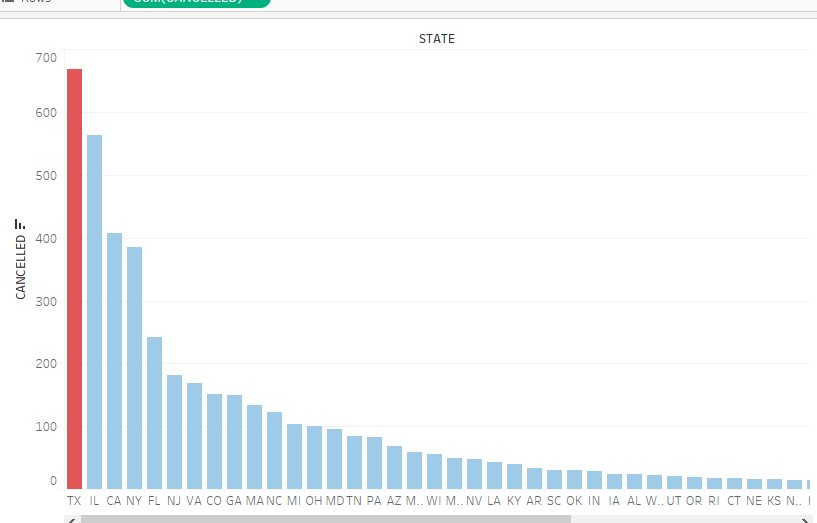 Rows SUM(CANCELLED)
STATE
700
600
500
400
300
200
100
0
CANCELLED
TX IL CA NY FL NJ VA CO GA MA NC MI OH MD TN PA AZ M.. WI M.. NV LA KY AR SC OK IN IA AL W.. UT OR RI CT NE KS N..